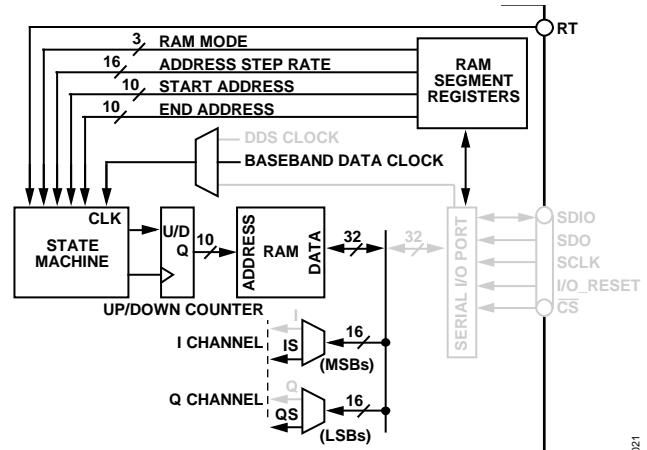 RT
3 RAM MODE
16 ADDRESS STEP RATE
10 START ADDRESS
10 END ADDRESS
RAM
SEGMENT
REGISTERS
DDS CLOCK
BASEBAND DATA CLOCK
CLK
STATE
MACHINE
U/D
Q
10
ADDRESS
RAM
DATA
32
32
SERIAL I/O PORT
SDIO
SDO
SCLK
I/O_RESET
CS
UP/DOWN COUNTER
I CHANNEL
I
IS
16
(MSBs)
Q CHANNEL
Q
QS
16
(LSBs)
021